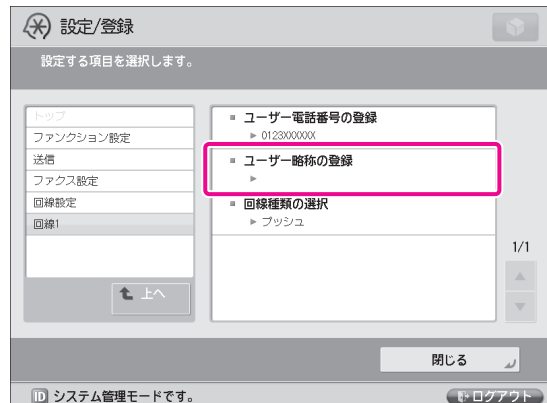 設定/登録
設定する項目を選択します。
トップ
ファンクション設定
送信
ファクス設定
回線設定
回線1
上へ
ユーザー電話番号の登録
0123XXXXXX
ユーザー略称の登録
回線種類の選択
プッシュ
1/1
閉じる
ID システム管理モードです。
ログアウト